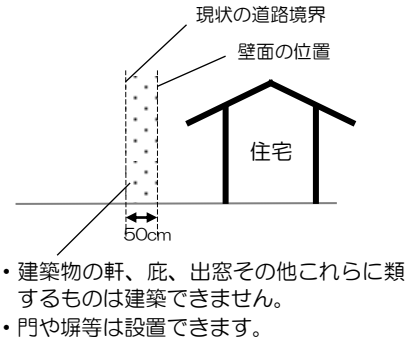 現状の道路境界
壁面の位置
住宅
50cm
・建築物の軒、庇、出窓その他これらに類
するものは建築できません。
・門や塀等は設置できます。